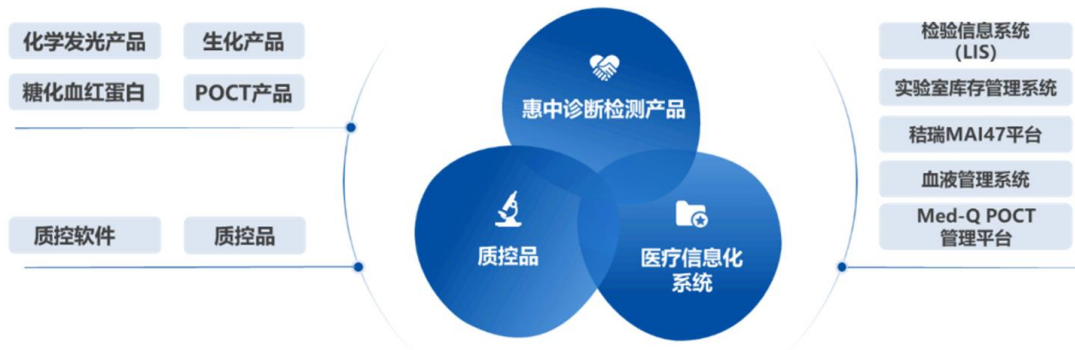 化学发光产品
生化产品
糖化血红蛋白
POCT产品
质控软件
质控品
惠中诊断检测产品
质控品
医疗信息化
系统
检验信息系统
(LIS)
实验室库存管理系统
秸瑞MAI47平台
血液管理系统
Med-Q POCT
管理平台